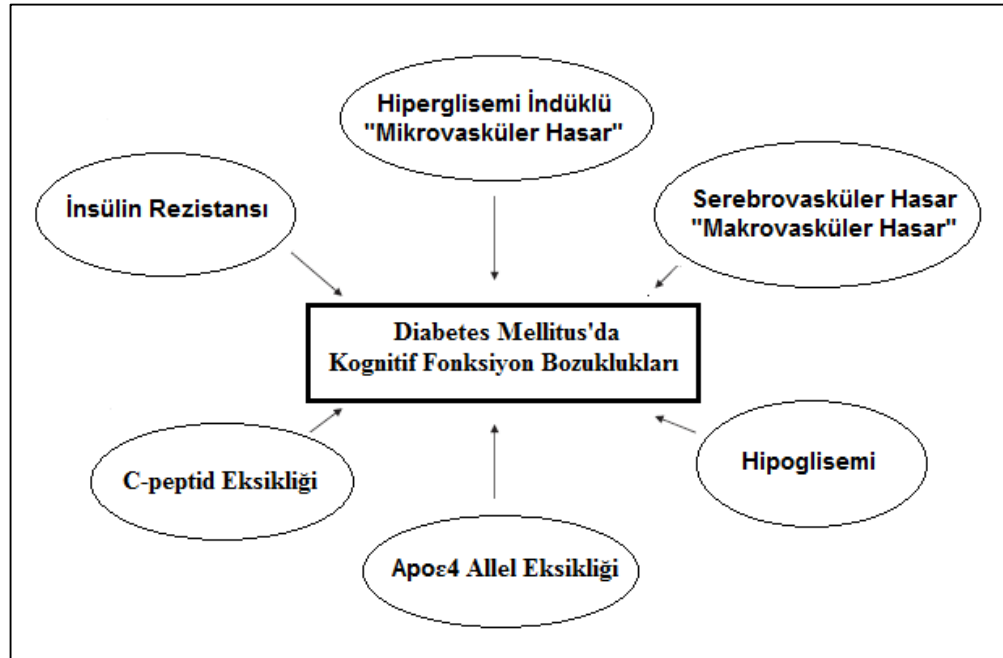 Hiperglisemi İndüklü
"Mikrovasküler Hasar"
İnsülin Rezistansı
Serebrovasküler Hasar
"Makrovasküler Hasar"
Diabetes Mellitus'da
Kognitif Fonksiyon Bozuklukları
C-peptid Eksikliği
Hipoglisemi
Apoε4 Allel Eksikliği